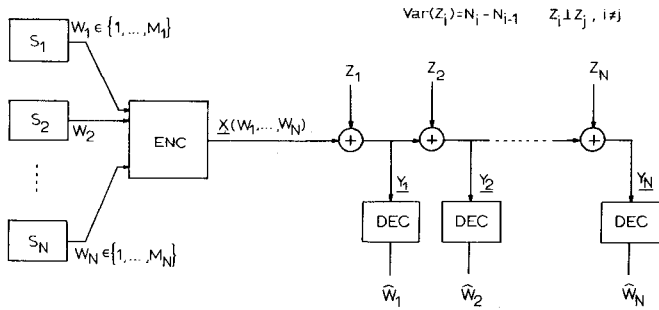 Var(Z_i)=N_i-N_{i-1} Z_i⊥Z_j, i≠j
W_1∈{1,...,M_1}
S_1
Z_1
Z_2
Z_N
S_2
W_2
ENC
X(W_1,...,W_N)
+
+
+
Y_1
Y_2
Y_N
DEC
DEC
DEC
S_N
W_N∈{1,...,M_N}
Ŵ_1
Ŵ_2
Ŵ_N